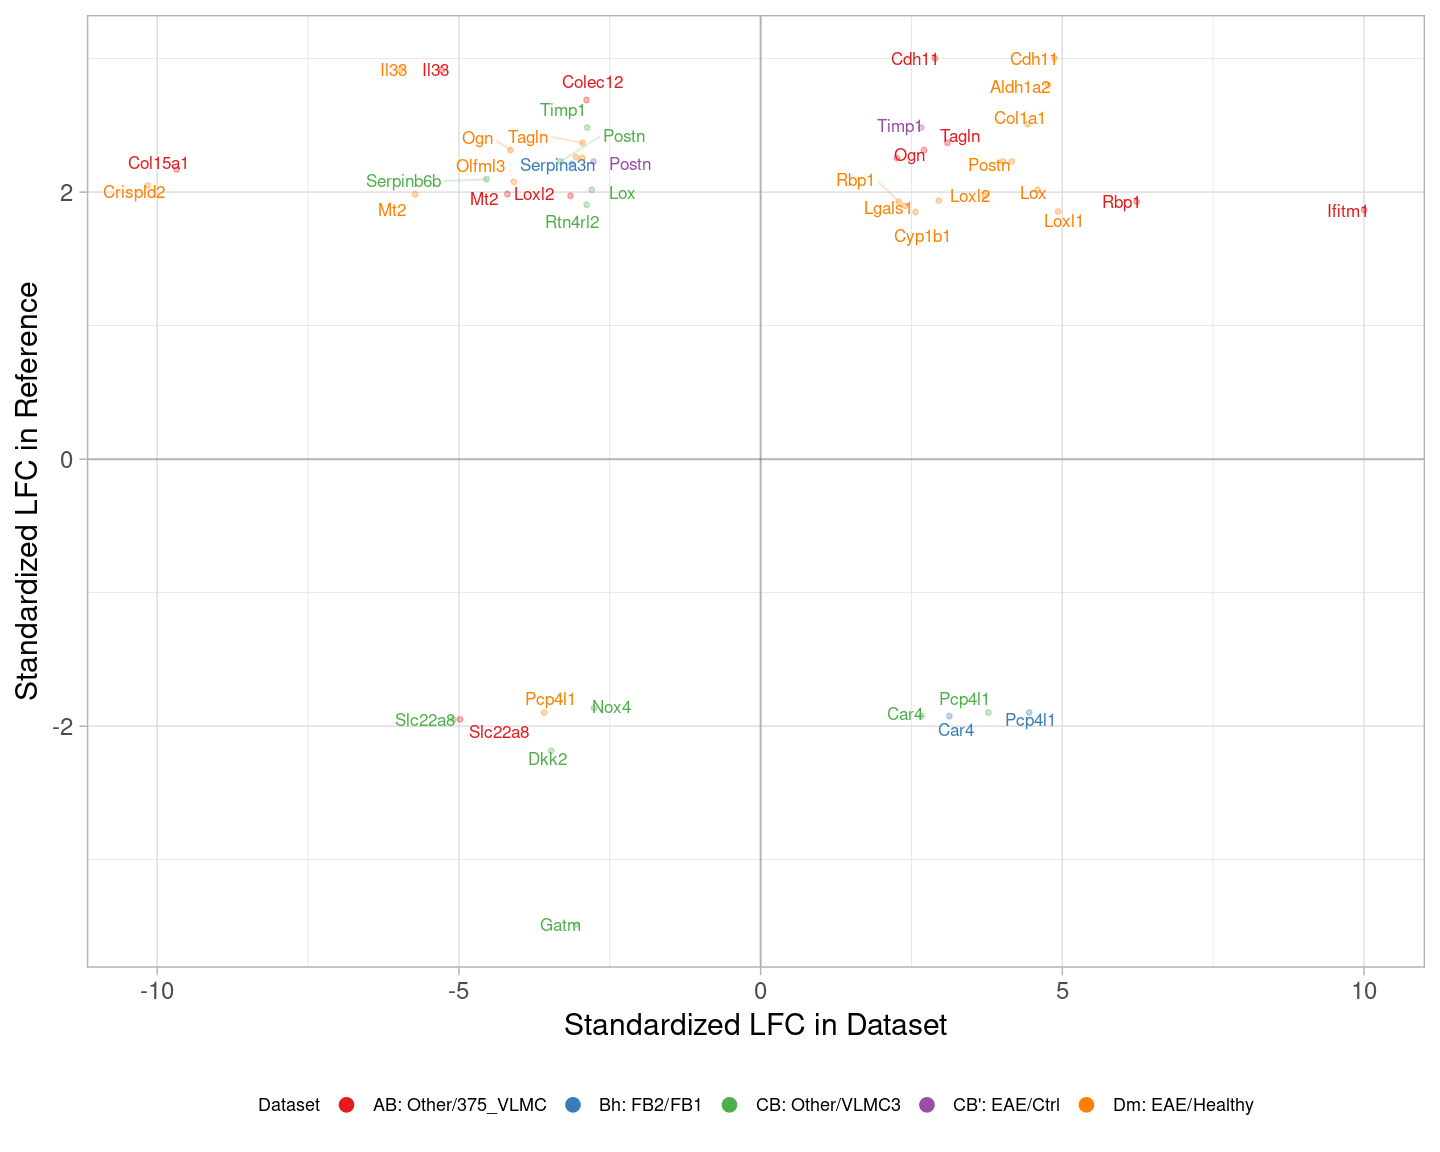 Il33 Il33 Cdh11 Cdh11
Colec12 Aldh1a2
Timp1 Col1a1
Timp1
Ogn Tagln Postn Tagln
Ogn
Col15a1 Olfml3 Serpina3n Postn Postn
Serpinb6b Rbp1
Crispld2 Mt2 Loxl2 Lox Loxl2 Lox
2
Mt2 Lgals1 Rbp1 Ifitm1
Rtn4rl2 Loxl1
Cyp1b1
Standardized LFC in Reference
0
Pcp4l1 Nox4 Pcp4l1
Slc22a8 Car4 Pcp4l1
-2
Slc22a8 Car4
Dkk2
Gatm
-10 -5 0 5 10
Standardized LFC in Dataset
Dataset AB: Other/375_VLMC Bh: FB2/FB1 CB: Other/VLMC3 CB': EAE/Ctrl Dm: EAE/Healthy